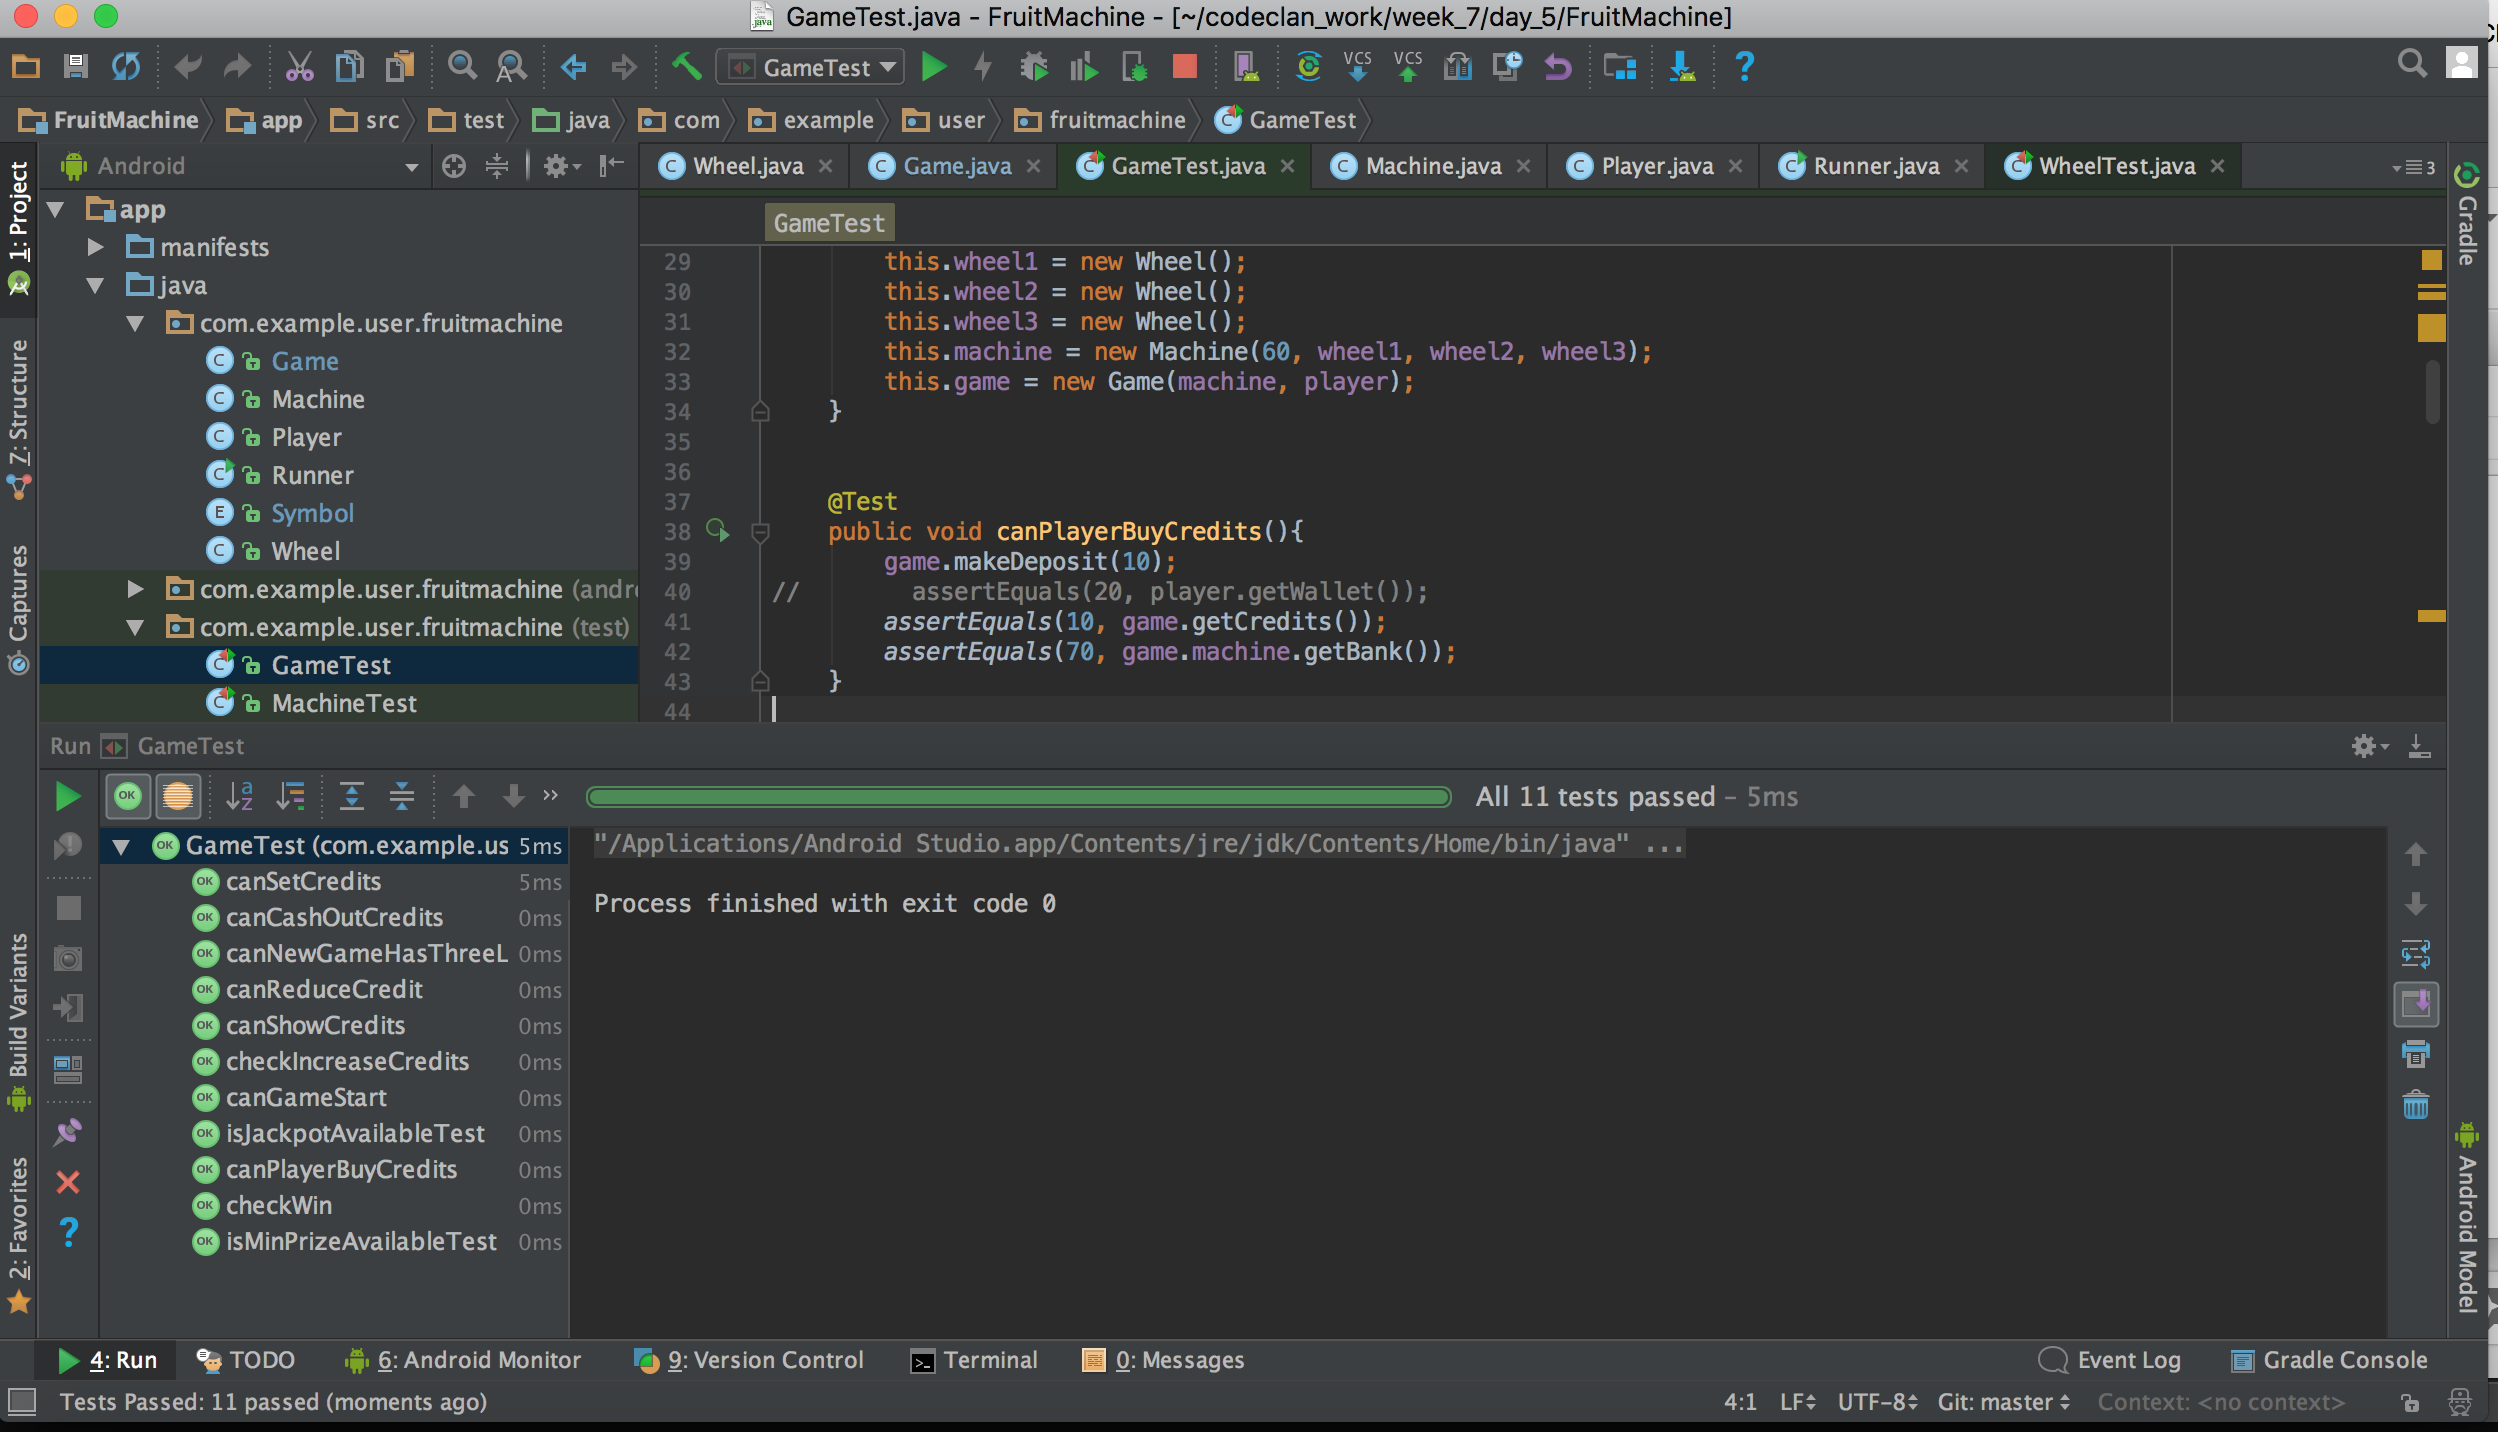 GameTest.java - FruitMachine - [~/codeclan_work/week_7/day_5/FruitMachine]
GameTest
VCS VCS
FruitMachine app src test java com example user fruitmachine GameTest
Android
Wheel.java Game.java GameTest.java Machine.java Player.java Runner.java WheelTest.java 3
1: Project
7: Structure
Captures
Build Variants
2: Favorites
app
manifests
java
com.example.user.fruitmachine
Game
Machine
Player
Runner
Symbol
Wheel
com.example.user.fruitmachine (andr
com.example.user.fruitmachine (test)
GameTest
MachineTest
GameTest
29 this.wheel1 = new Wheel();
30 this.wheel2 = new Wheel();
31 this.wheel3 = new Wheel();
32 this.machine = new Machine(60, wheel1, wheel2, wheel3);
33 this.game = new Game(machine, player);
34 }
35
36
37 @Test
38 public void canPlayerBuyCredits(){
39 game.makeDeposit(10);
40 // assertEquals(20, player.getWallet());
41 assertEquals(10, game.getCredits());
42 assertEquals(70, game.machine.getBank());
43 }
44
Gradle
Android Model
Run GameTest
All 11 tests passed – 5ms
GameTest (com.example.us 5ms
canSetCredits 5ms
canCashOutCredits 0ms
canNewGameHasThreeL 0ms
canReduceCredit 0ms
canShowCredits 0ms
checkIncreaseCredits 0ms
canGameStart 0ms
isJackpotAvailableTest 0ms
canPlayerBuyCredits 0ms
checkWin 0ms
isMinPrizeAvailableTest 0ms
"/Applications/Android Studio.app/Contents/jre/jdk/Contents/Home/bin/java" ...
Process finished with exit code 0
4: Run TODO 6: Android Monitor 9: Version Control Terminal 0: Messages Event Log Gradle Console
Tests Passed: 11 passed (moments ago) 4:1 LF UTF-8 Git: master Context: <no context>